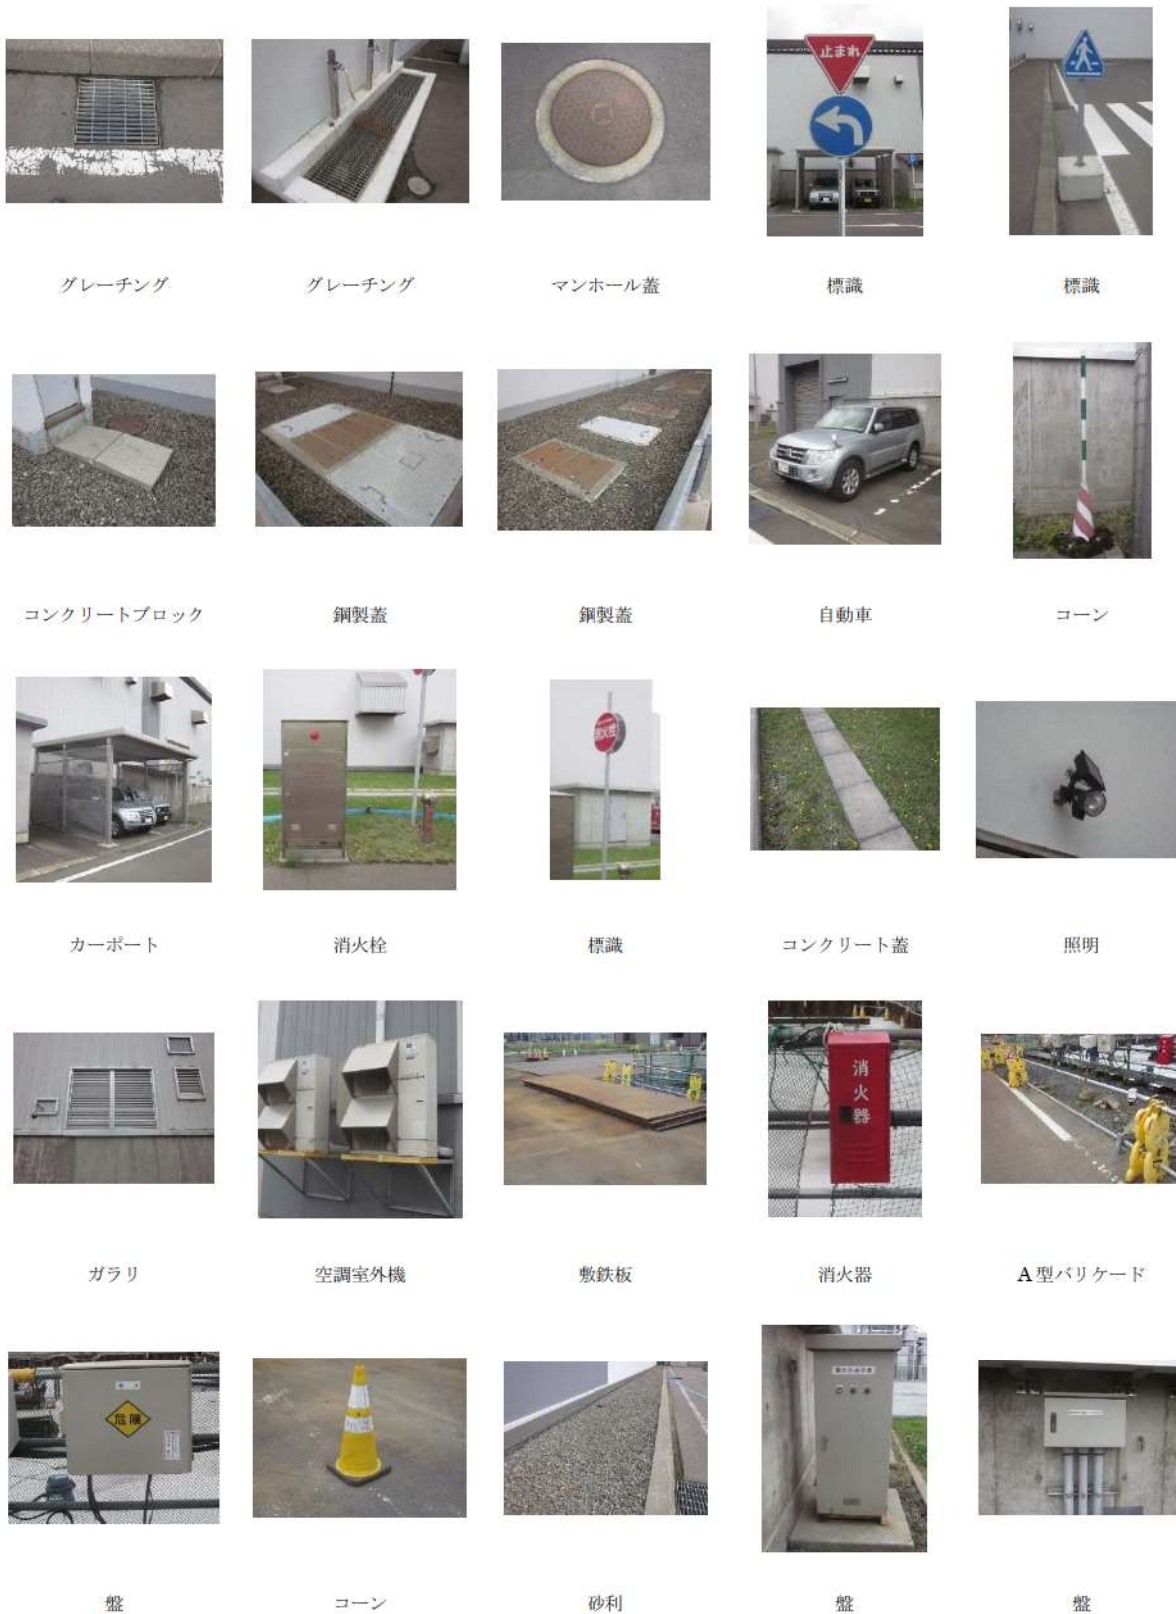 止まれ
グレーチング
グレーチング
マンホール蓋
標識
標識
コンクリートブロック
鋼製蓋
鋼製蓋
自動車
コーン
消火栓
カーポート
消火栓
標識
コンクリート蓋
照明
消火器
ガラリ
空調室外機
敷鉄板
消火器
A型バリケード
危険
盤
コーン
砂利
盤
盤